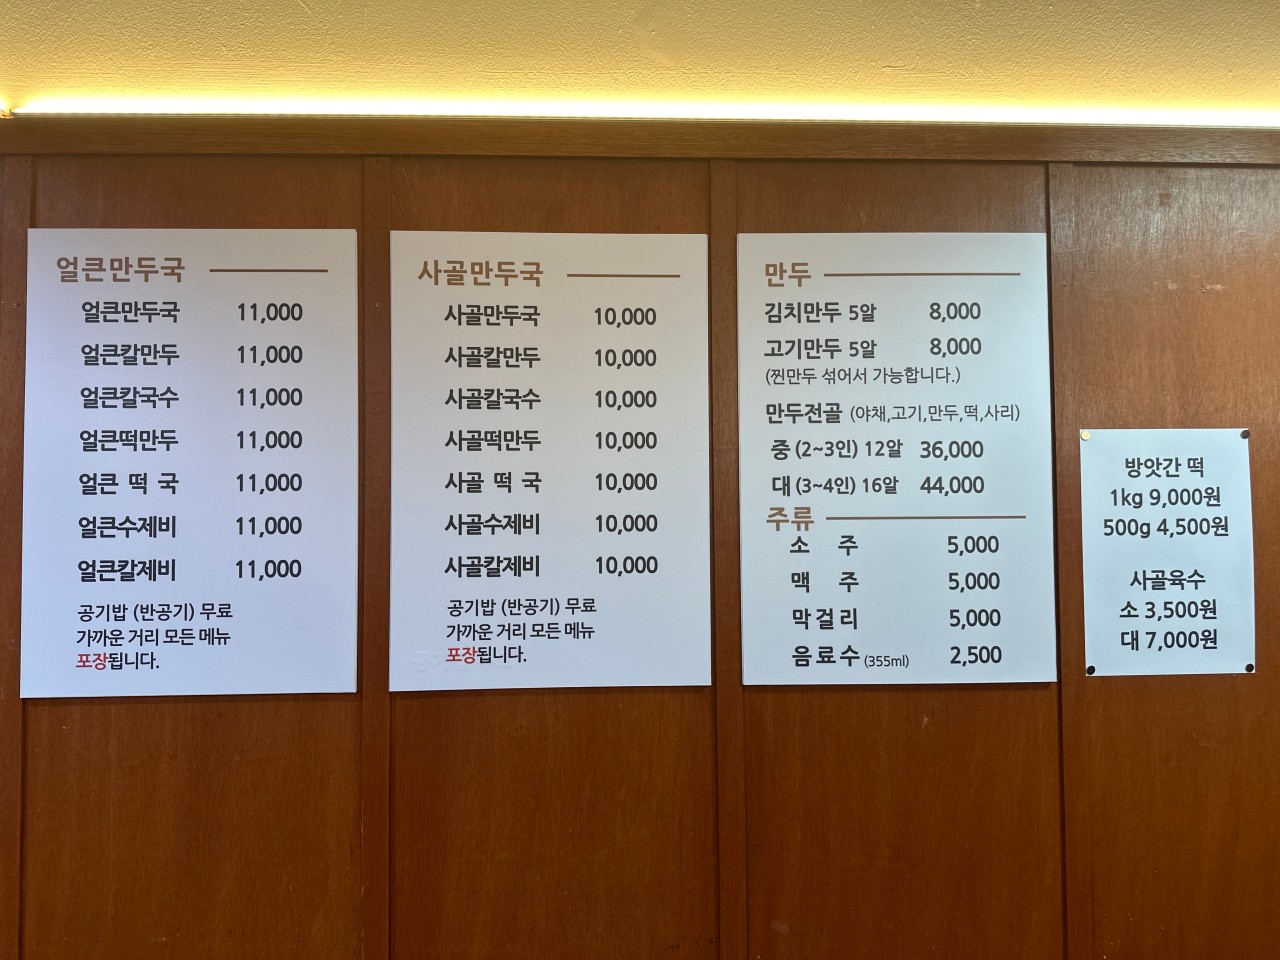 얼큰만두국
얼큰만두국 11,000
얼큰칼만두 11,000
얼큰칼국수 11,000
얼큰떡만두 11,000
얼큰 떡 국 11,000
얼큰수제비 11,000
얼큰칼제비 11,000
공기밥 (반공기) 무료
가까운 거리 모든 메뉴
포장됩니다.
사골만두국
사골만두국 10,000
사골칼만두 10,000
사골칼국수 10,000
사골떡만두 10,000
사골 떡 국 10,000
사골수제비 10,000
사골칼제비 10,000
공기밥 (반공기) 무료
가까운 거리 모든 메뉴
포장됩니다.
만두
김치만두 5알 8,000
고기만두 5알 8,000
(찐만두 섞어서 가능합니다.)
만두전골 (야채,고기,만두,떡,사리)
중 (2~3인) 12알 36,000
대 (3~4인) 16알 44,000
주류
소 주 5,000
맥 주 5,000
막걸리 5,000
음료수 (355ml) 2,500
방앗간 떡
1kg 9,000원
500g 4,500원
사골육수
소 3,500원
대 7,000원